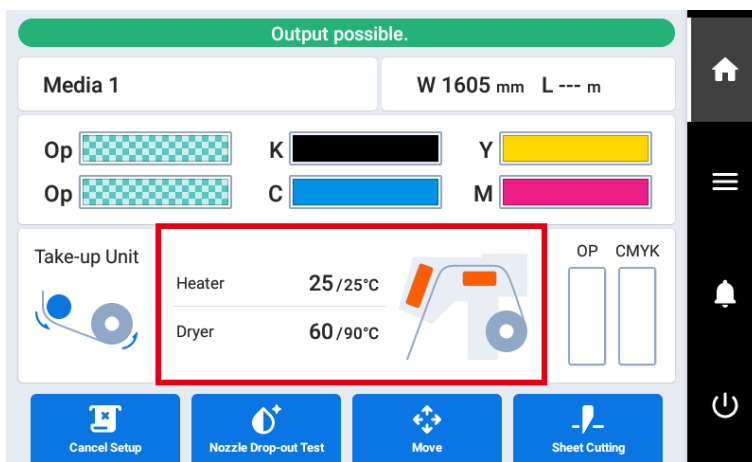 Output possible.
Media 1
W 1605 mm L --- m
Op K Y
Op C M
Take-up Unit
Heater 25/25°C
Dryer 60/90°C
OP CMYK
Cancel Setup
Nozzle Drop-out Test
Move
Sheet Cutting